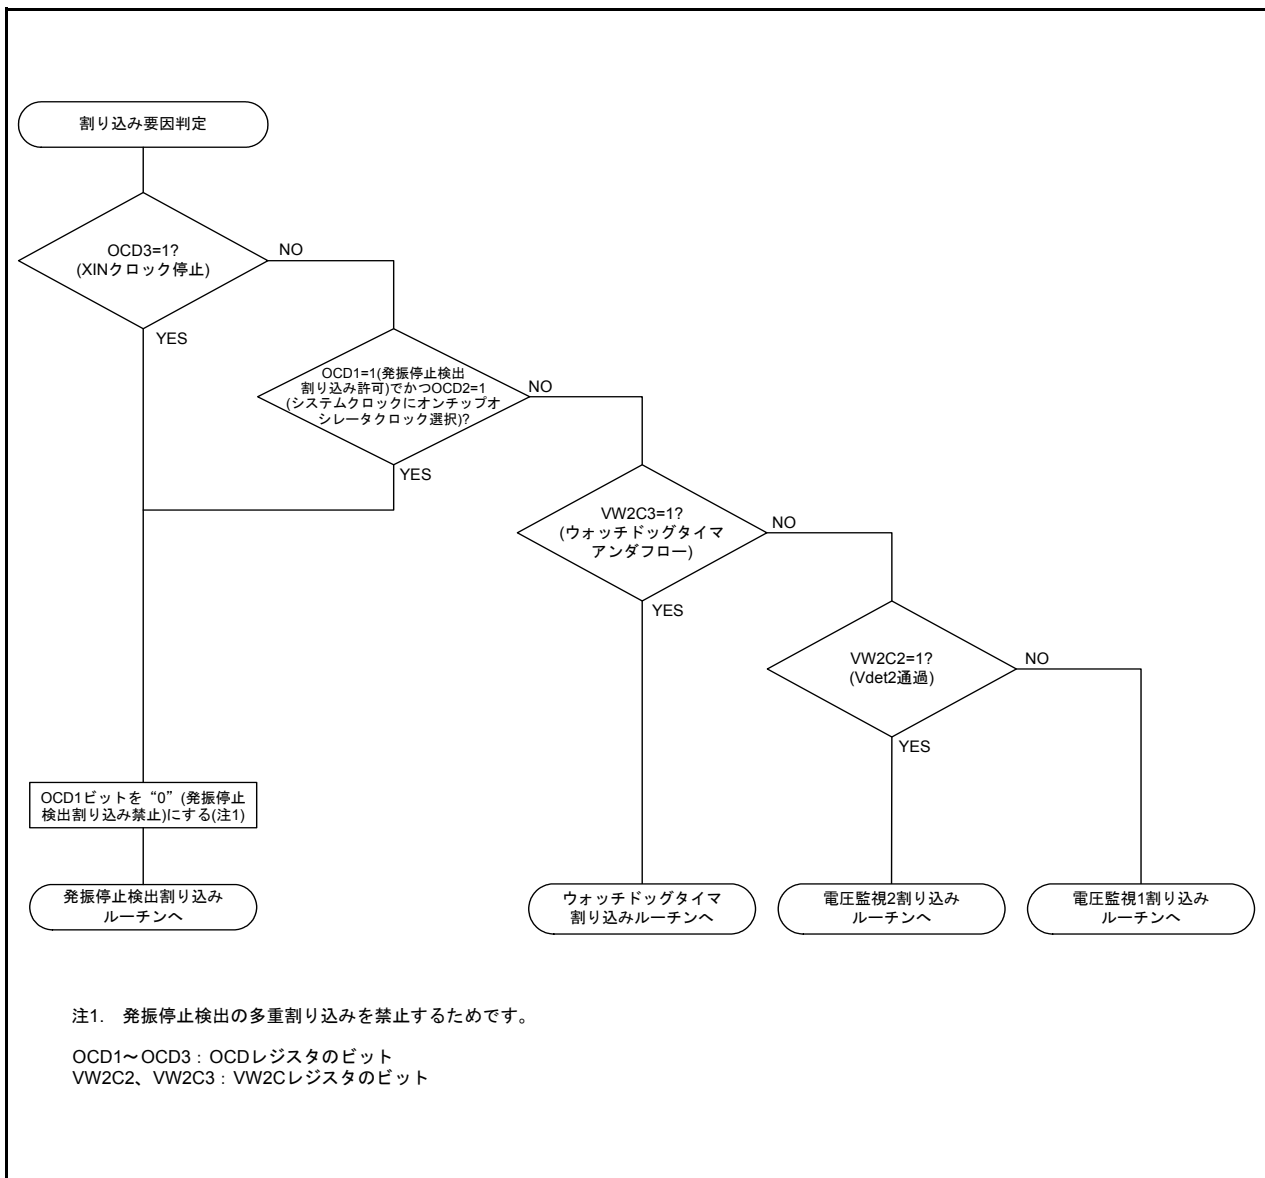 割り込み要因判定
OCD3=1?
(XINクロック停止)
NO
YES
OCD1=1(発振停止検出
割り込み許可)でかつOCD2=1
(システムクロックにオンチップオ
シレータクロック選択)?
NO
YES
VW2C3=1?
(ウォッチドッグタイマ
アンダフロー)
NO
YES
VW2C2=1?
(Vdet2通過)
NO
YES
OCD1ビットを“0”(発振停止
検出割り込み禁止)にする(注1)
発振停止検出割り込み
ルーチンへ
ウォッチドッグタイマ
割り込みルーチンへ
電圧監視2割り込み
ルーチンへ
電圧監視1割り込み
ルーチンへ
注1. 発振停止検出の多重割り込みを禁止するためです。
OCD1～OCD3：OCDレジスタのビット
VW2C2、VW2C3：VW2Cレジスタのビット